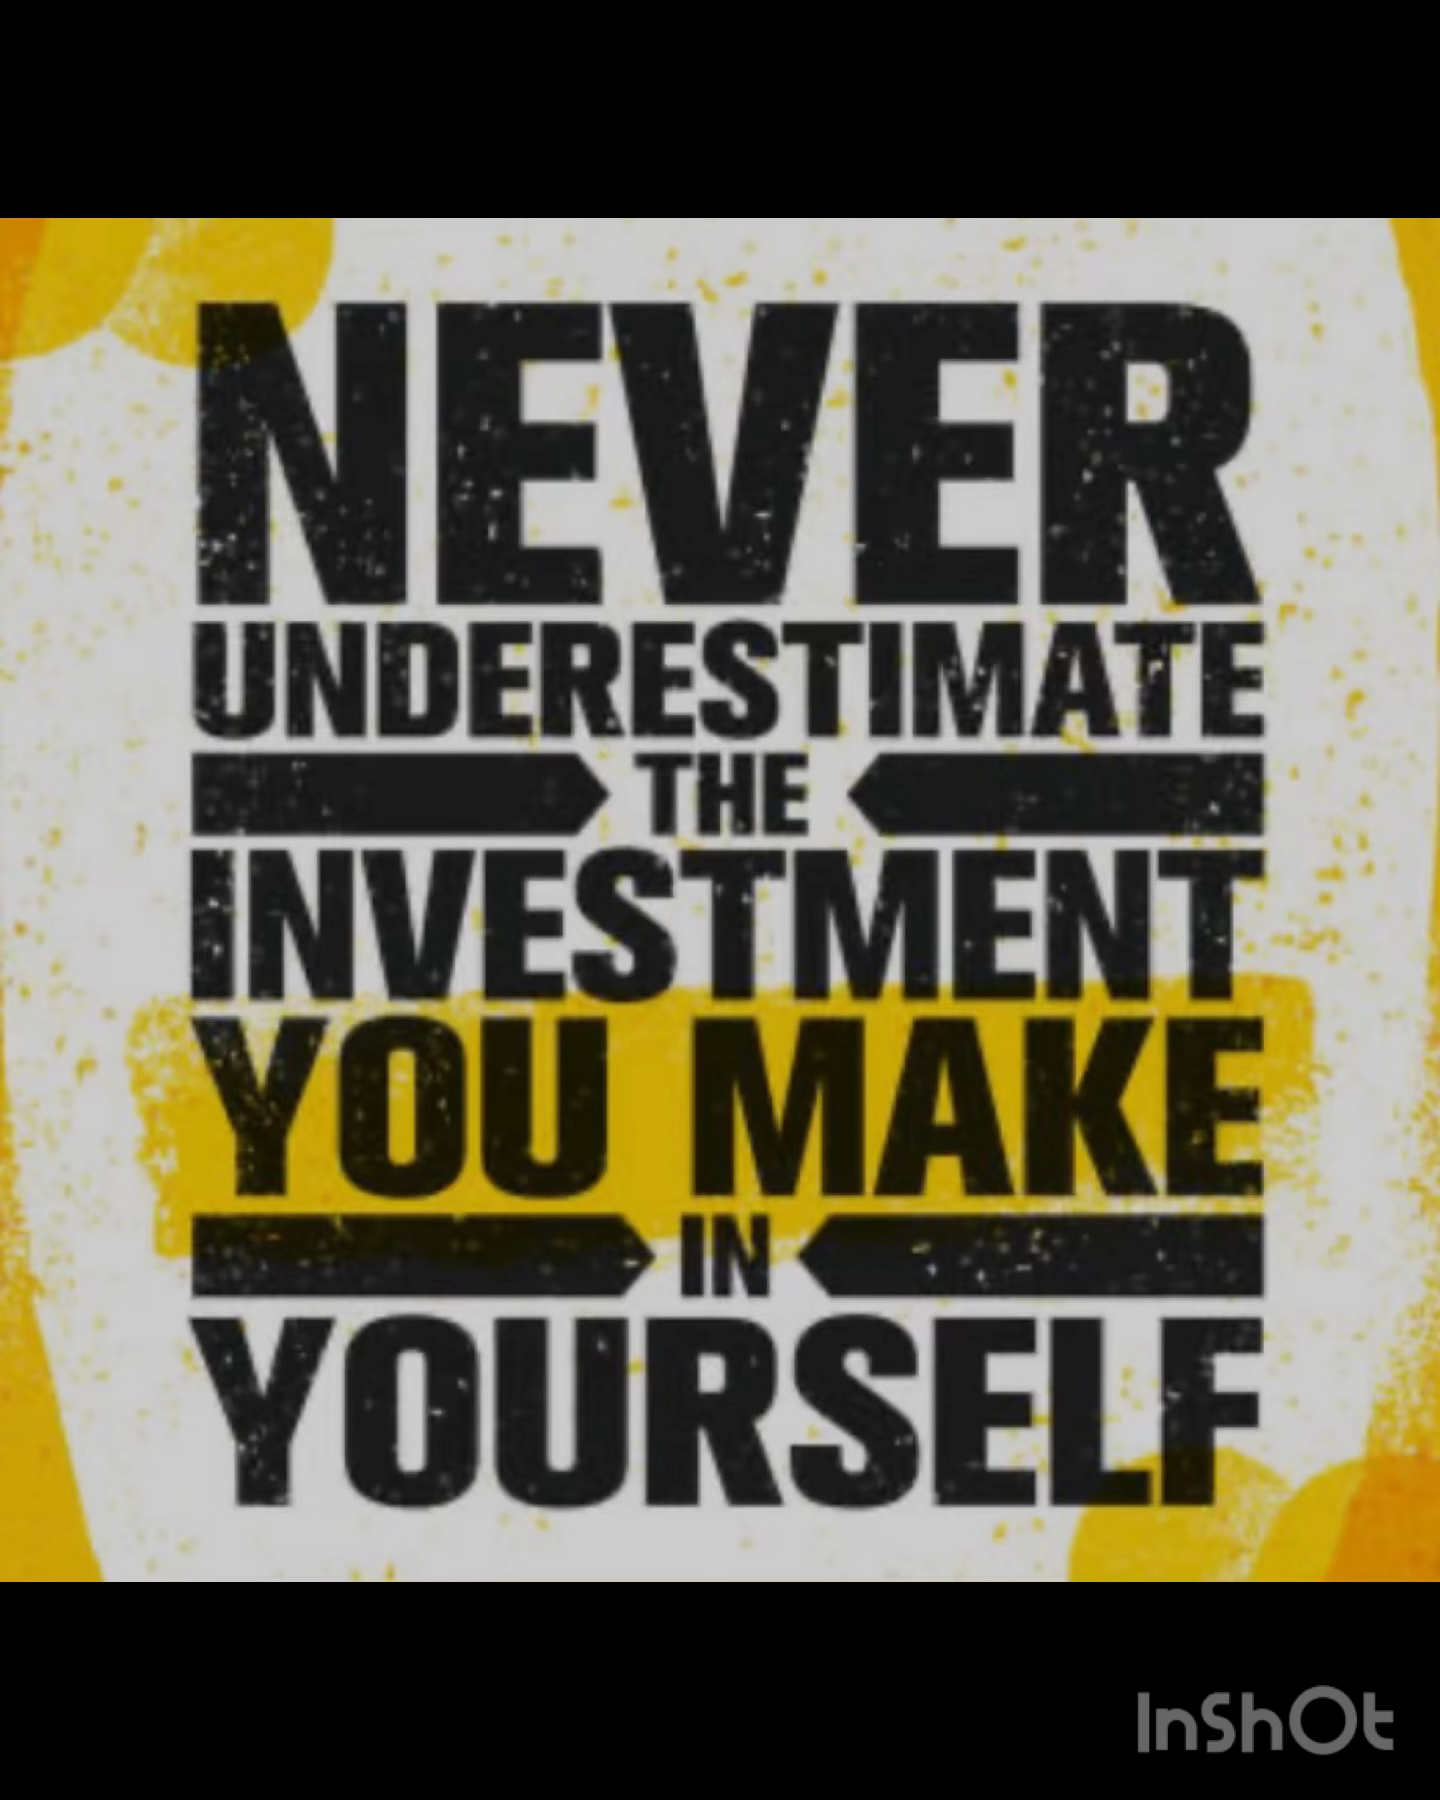 NEVER
UNDERESTIMATE
THE
INVESTMENT
YOU MAKE
IN
YOURSELF
InShOt